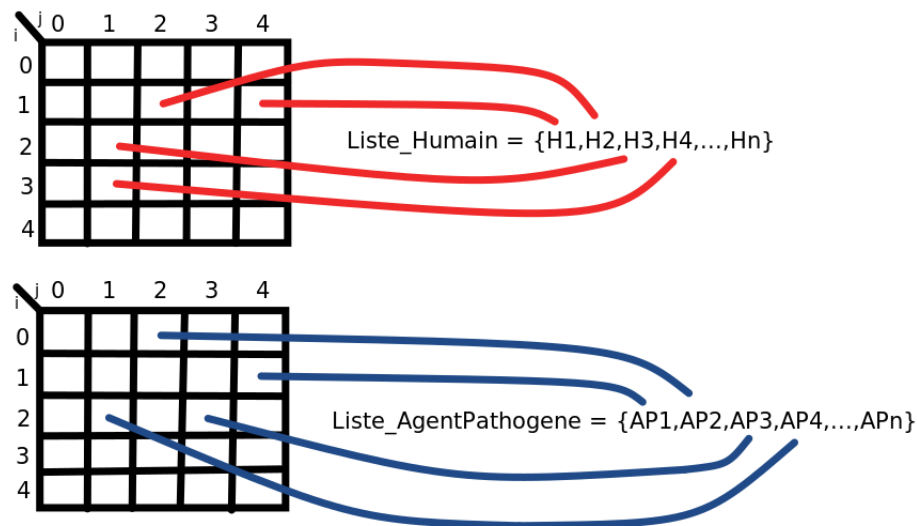 j 0 1 2 3 4
i
0
1
Liste_Humain = {H1,H2,H3,H4,...,Hn}
2
3
4
j 0 1 2 3 4
i
0
1
2 Liste_AgentPathogene = {AP1,AP2,AP3,AP4,...,APn}
3
4